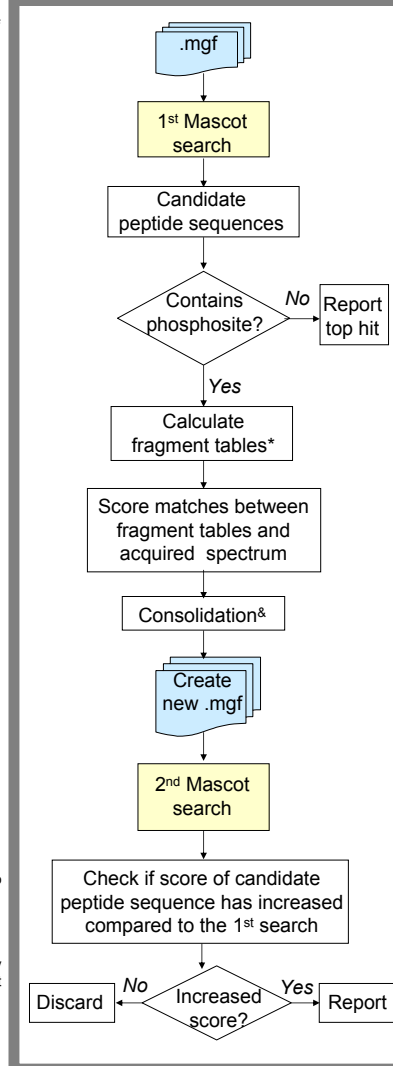 .mgf
1st Mascot
search
Candidate
peptide sequences
Contains
phosphosite?
No
Report
top hit
Yes
Calculate
fragment tables*
Score matches between
fragment tables and
acquired spectrum
Consolidation&
Create
new .mgf
2nd Mascot
search
Check if score of candidate
peptide sequence has increased
compared to the 1st search
No
Yes
Discard
Increased
score?
Report